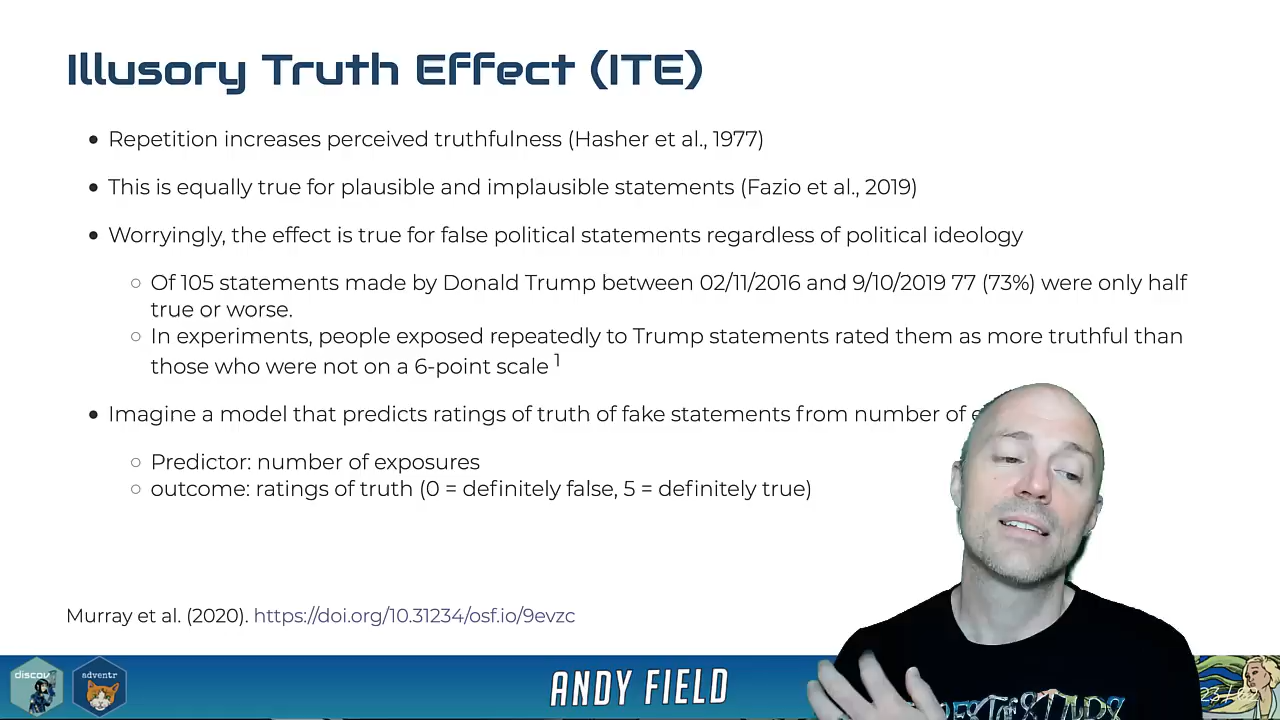 Illusory Truth Effect (ITE)
• Repetition increases perceived truthfulness (Hasher et al., 1977)
• This is equally true for plausible and implausible statements (Fazio et al., 2019)
• Worryingly, the effect is true for false political statements regardless of political ideology
○ Of 105 statements made by Donald Trump between 02/11/2016 and 9/10/2019 77 (73%) were only half
true or worse.
○ In experiments, people exposed repeatedly to Trump statements rated them as more truthful than
those who were not on a 6-point scale 1
• Imagine a model that predicts ratings of truth of fake statements from number of
○ Predictor: number of exposures
○ outcome: ratings of truth (0 = definitely false, 5 = definitely true)
Murray et al. (2020). https://doi.org/10.31234/osf.io/9evzc
discovr
adventr
ANDY FIELD